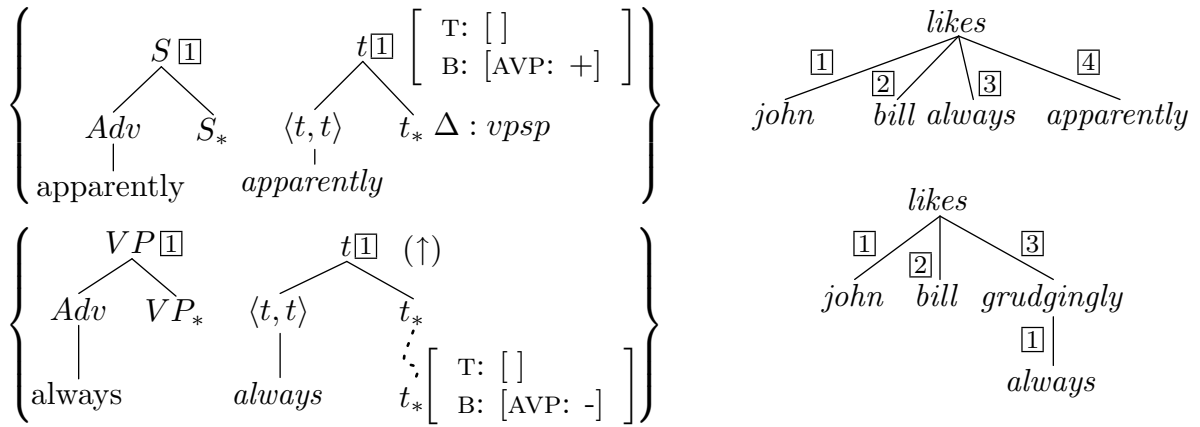 S 1
t 1 [ T: [ ]
B: [AVP: +] ]
Adv S*
⟨t, t⟩ t* Δ : vpsp
apparently
apparently
likes
1 2 3 4
john bill always apparently
VP 1
t 1 (↑)
Adv VP*
⟨t, t⟩ t*
always
always
t* [ T: [ ]
B: [AVP: -] ]
likes
1 2 3
john bill grudgingly
1
always